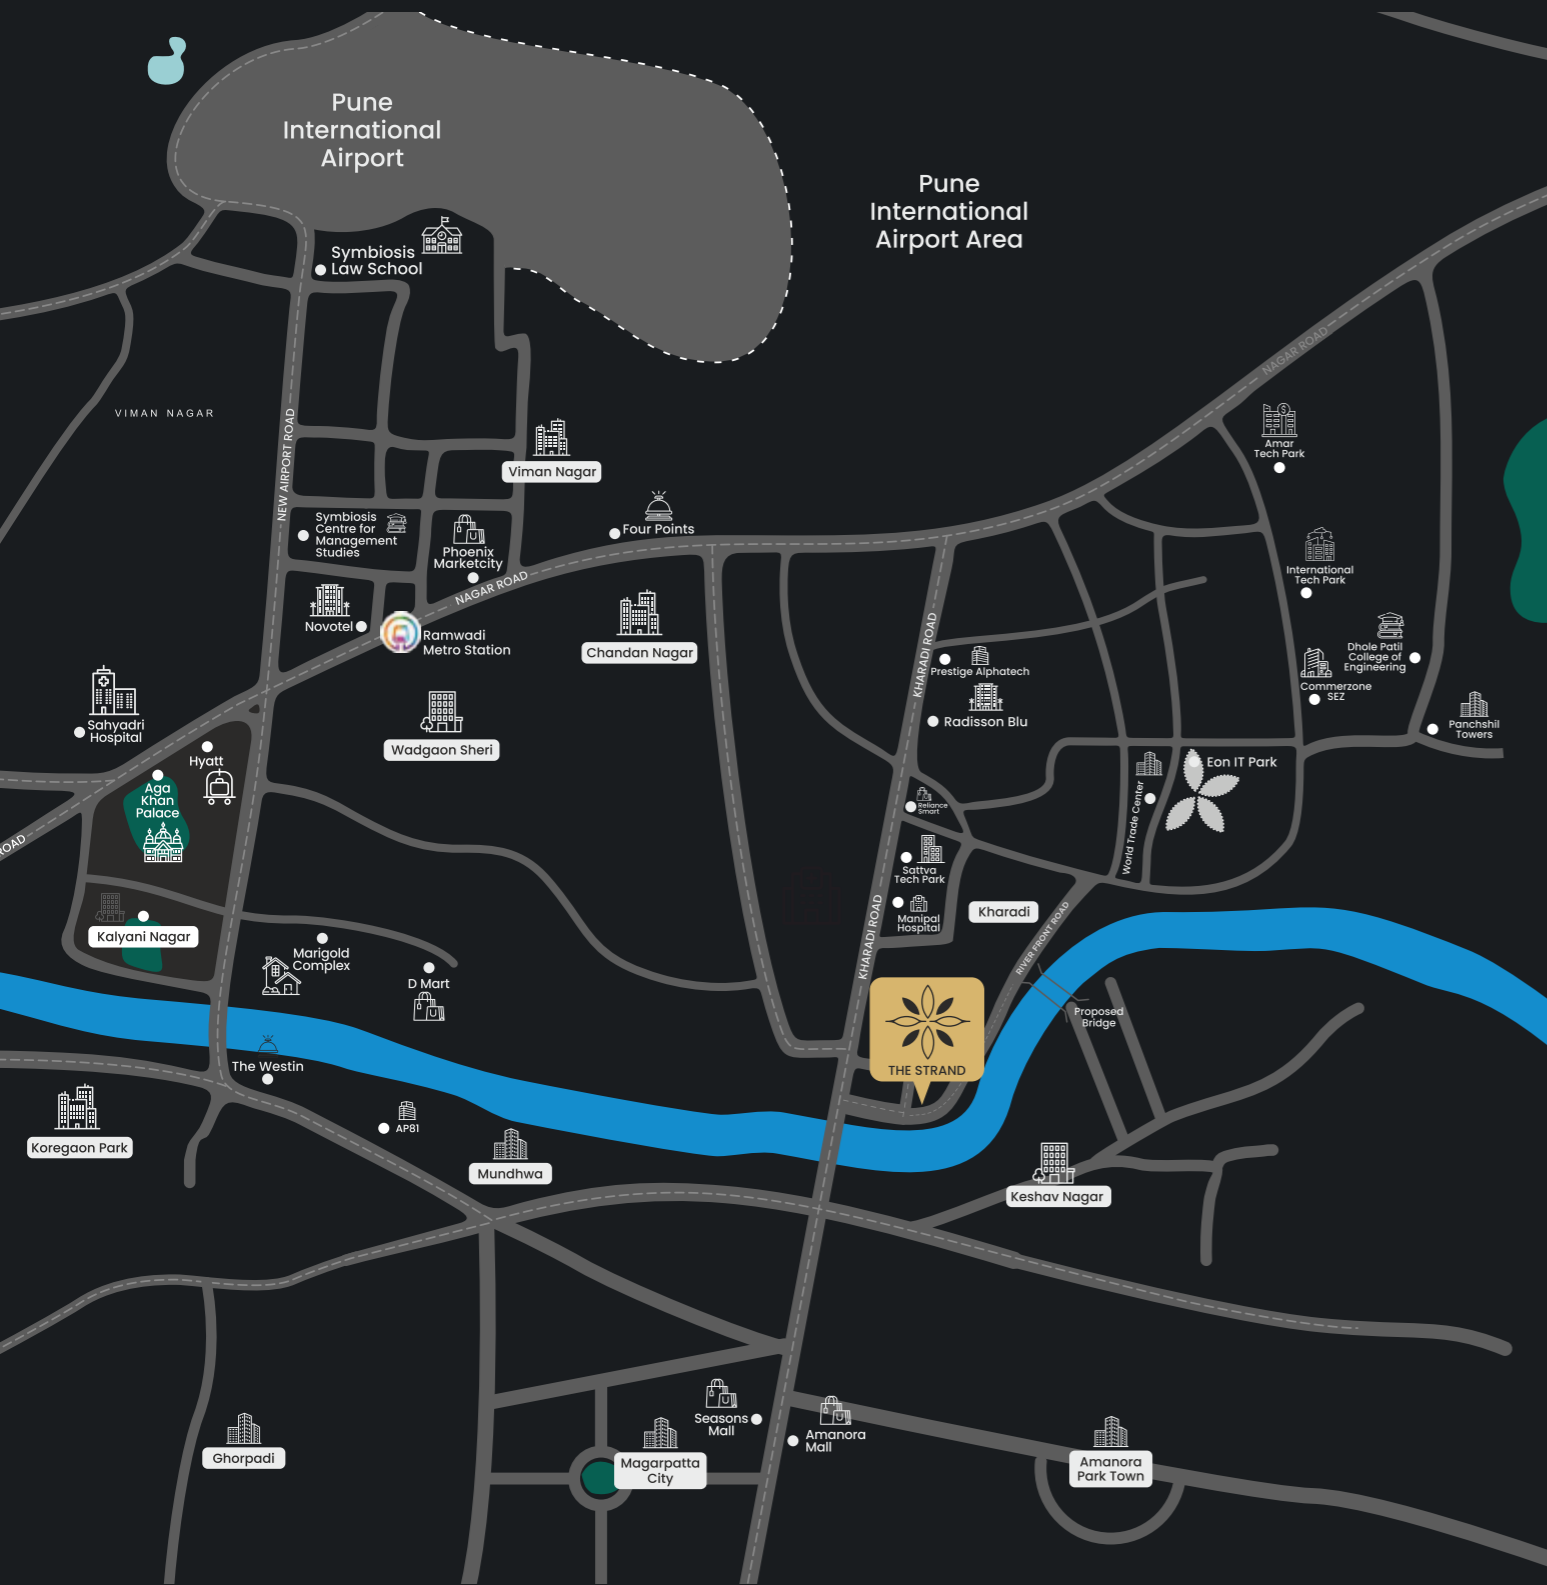 Pune
International
Airport
Pune
International
Airport Area
Symbiosis
Law School
NAGAR ROAD
VIMAN NAGAR
NEW AIRPORT ROAD
Amar
Tech Park
Viman Nagar
Symbiosis
Centre for
Management
Studies
Phoenix
Marketcity
Four Points
NAGAR ROAD
International
Tech Park
Novotel
Ramwadi
Metro Station
Chandan Nagar
KHARADI ROAD
Prestige Alphatech
Radisson Blu
Dhole Patil
College of
Engineering
Commerzone
SEZ
Panchshil
Towers
Sahyadri
Hospital
Wadgaon Sheri
Hyatt
Eon IT Park
Aga
Khan
Palace
World Trade Center
Reliance
Smart
ROAD
Sattva
Tech Park
Kharadi
Manipal
Hospital
KHARADI ROAD
RIVER FRONT ROAD
Kalyani Nagar
Marigold
Complex
D Mart
Proposed
Bridge
The Westin
THE STRAND
AP81
Koregaon Park
Mundhwa
Keshav Nagar
Seasons
Mall
Amanora
Mall
Ghorpadi
Magarpatta
City
Amanora
Park Town